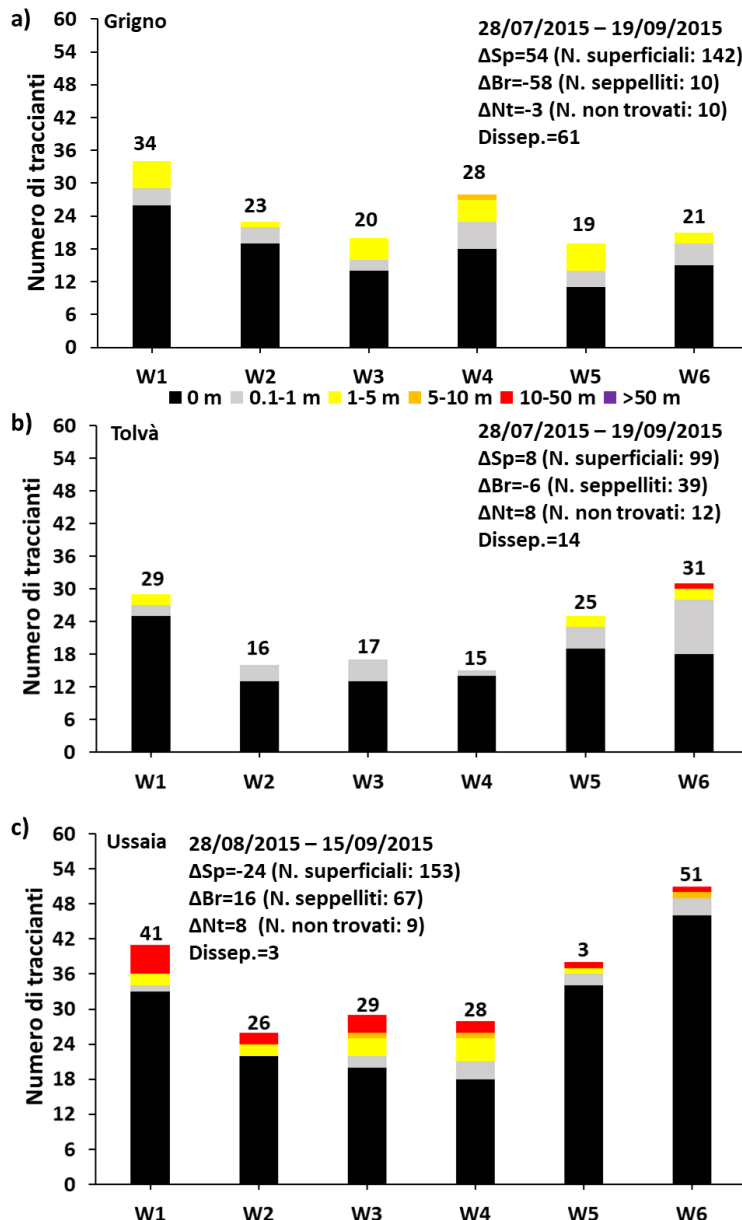 a)
Grigno
28/07/2015 – 19/09/2015
ΔSp=54 (N. superficiali: 142)
ΔBr=-58 (N. seppelliti: 10)
ΔNt=-3 (N. non trovati: 10)
Dissep.=61
Numero di traccianti
60
54
48
42
36
30
24
18
12
6
0
34
23
20
28
19
21
W1 W2 W3 W4 W5 W6
0 m 0.1-1 m 1-5 m 5-10 m 10-50 m >50 m
b)
Tolvà
28/07/2015 – 19/09/2015
ΔSp=8 (N. superficiali: 99)
ΔBr=-6 (N. seppelliti: 39)
ΔNt=8 (N. non trovati: 12)
Dissep.=14
Numero di traccianti
60
54
48
42
36
30
24
18
12
6
0
29
16
17
15
25
31
W1 W2 W3 W4 W5 W6
c)
Ussaia
28/08/2015 – 15/09/2015
ΔSp=-24 (N. superficiali: 153)
ΔBr=16 (N. seppelliti: 67)
ΔNt=8 (N. non trovati: 9)
Dissep.=3
Numero di traccianti
60
54
48
42
36
30
24
18
12
6
0
41
26
29
28
3
51
W1 W2 W3 W4 W5 W6